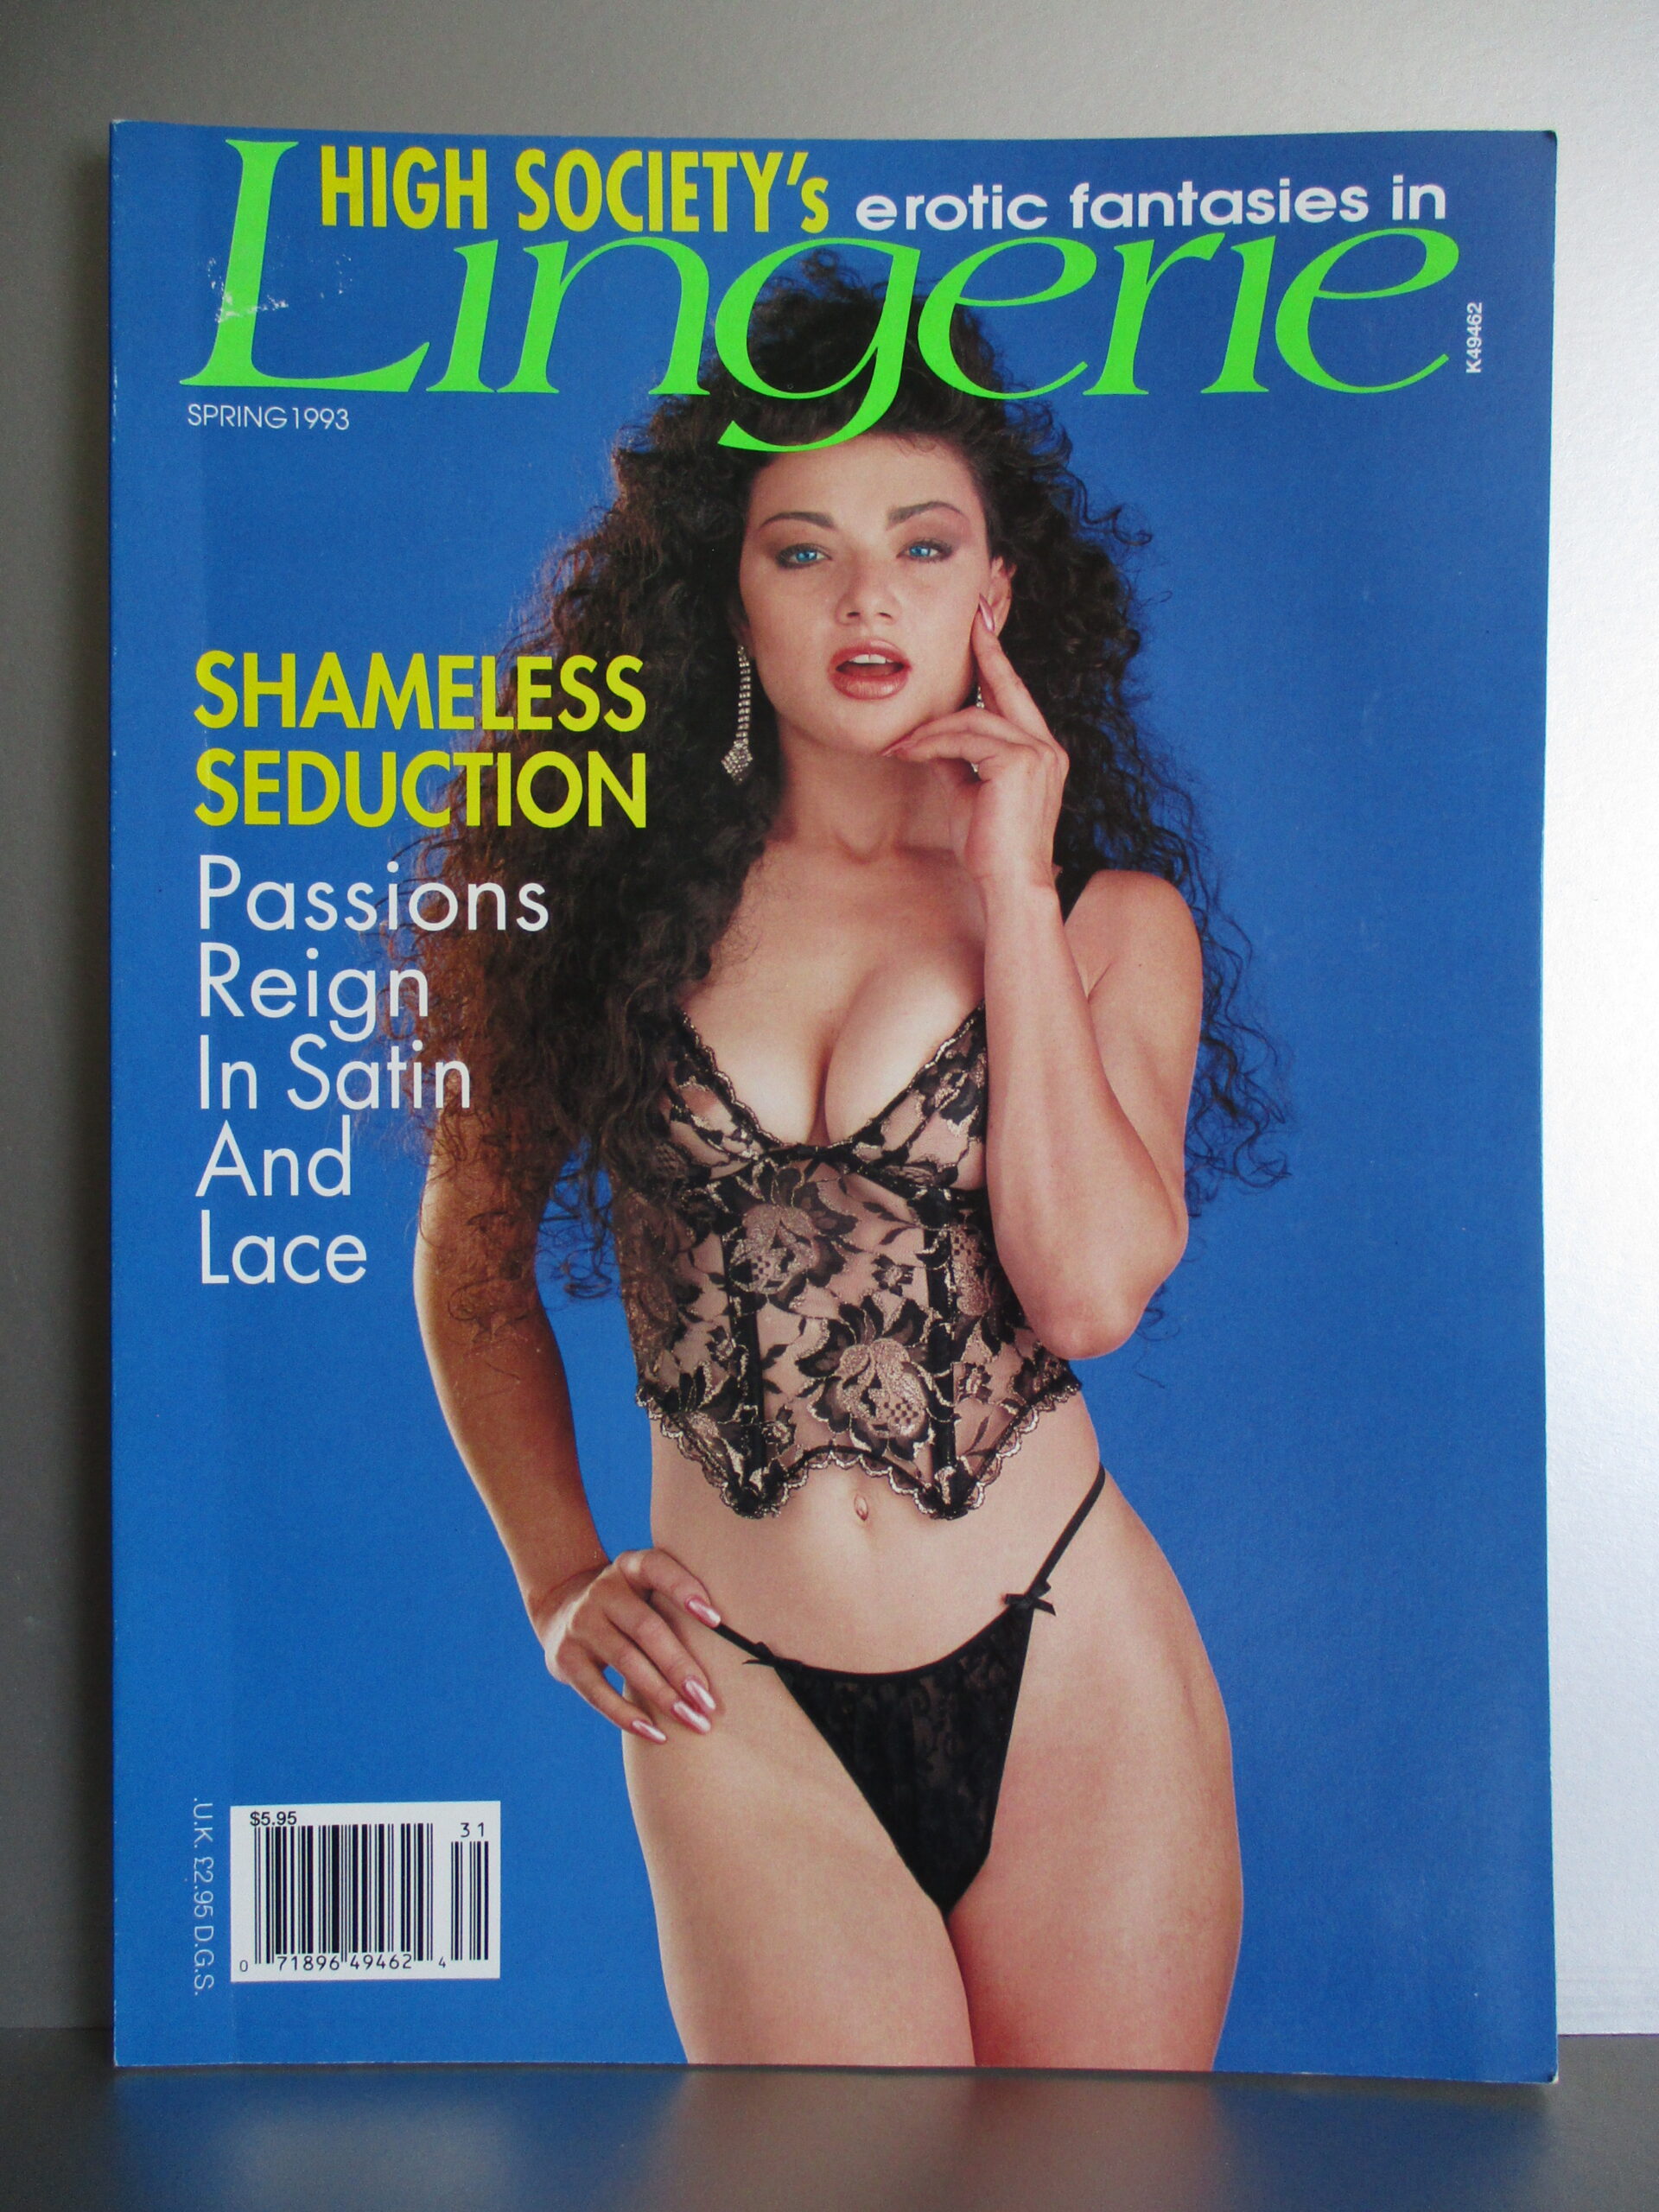 HIGH SOCIETY's erotic fantasies in
Lingerie
K49462
SPRING 1993
SHAMELESS
SEDUCTION
Passions
Reign
In Satin
And
Lace
.U.K. £2.95 D.G.S.
$5.95
31
0 71896 49462 4